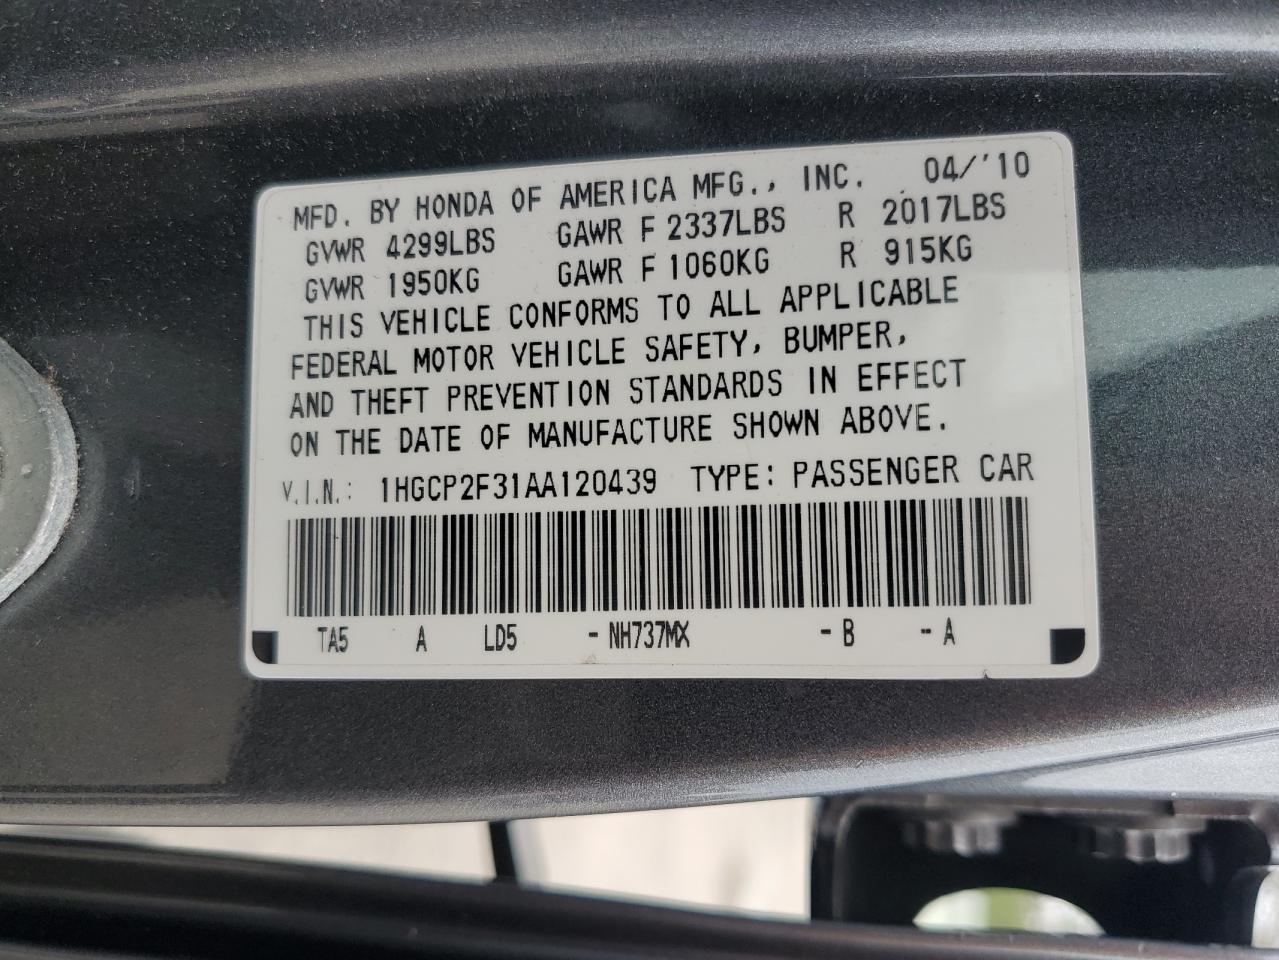 MFD. BY HONDA OF AMERICA MFG., INC. 04/'10
GVWR 4299LBS GAWR F 2337LBS R 2017LBS
GVWR 1950KG GAWR F 1060KG R 915KG
THIS VEHICLE CONFORMS TO ALL APPLICABLE
FEDERAL MOTOR VEHICLE SAFETY, BUMPER,
AND THEFT PREVENTION STANDARDS IN EFFECT
ON THE DATE OF MANUFACTURE SHOWN ABOVE.
V.I.N.: 1HGCP2F31AA120439 TYPE: PASSENGER CAR
TA5 A LD5 - NH737MX - B - A